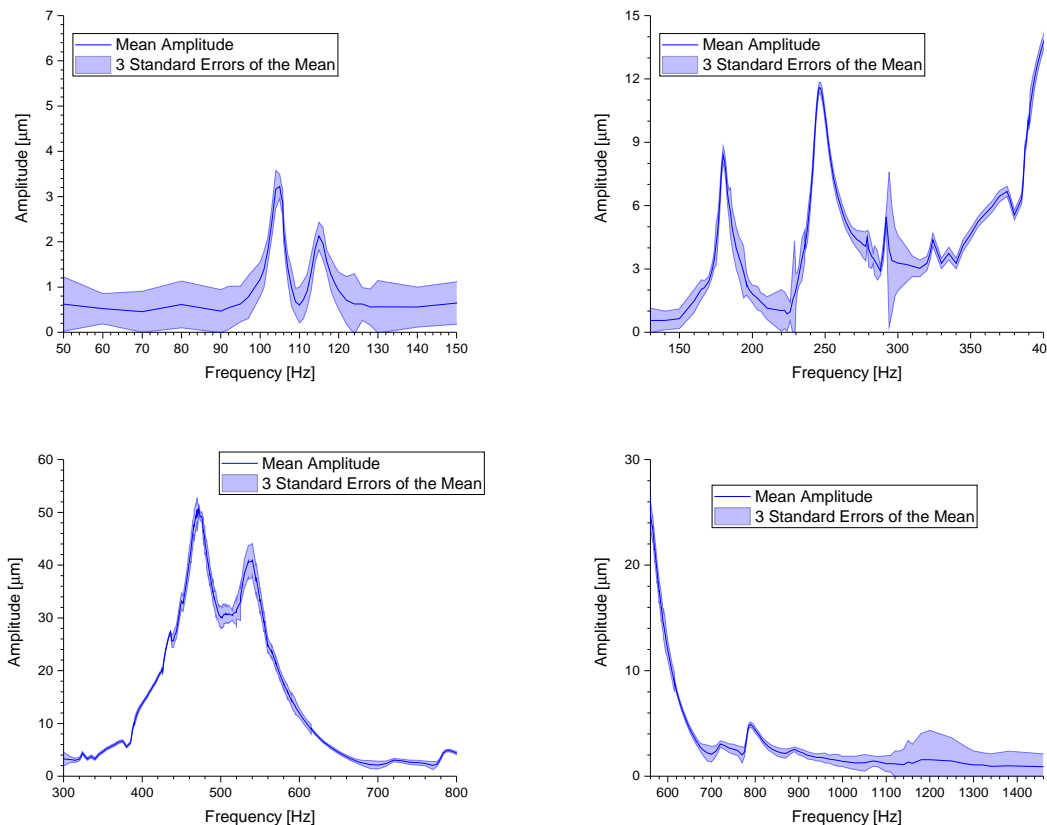 7
6
5
4
3
2
1
0
Amplitude [µm]
Mean Amplitude
3 Standard Errors of the Mean
50 60 70 80 90 100 110 120 130 140 150
Frequency [Hz]
15
12
9
6
3
0
Amplitude [µm]
Mean Amplitude
3 Standard Errors of the Mean
150 200 250 300 350 400
Frequency [Hz]
60
50
40
30
20
10
0
Amplitude [µm]
Mean Amplitude
3 Standard Errors of the Mean
300 400 500 600 700 800
Frequency [Hz]
30
20
10
0
Amplitude [µm]
Mean Amplitude
3 Standard Errors of the Mean
600 700 800 900 1000 1100 1200 1300 1400
Frequency [Hz]